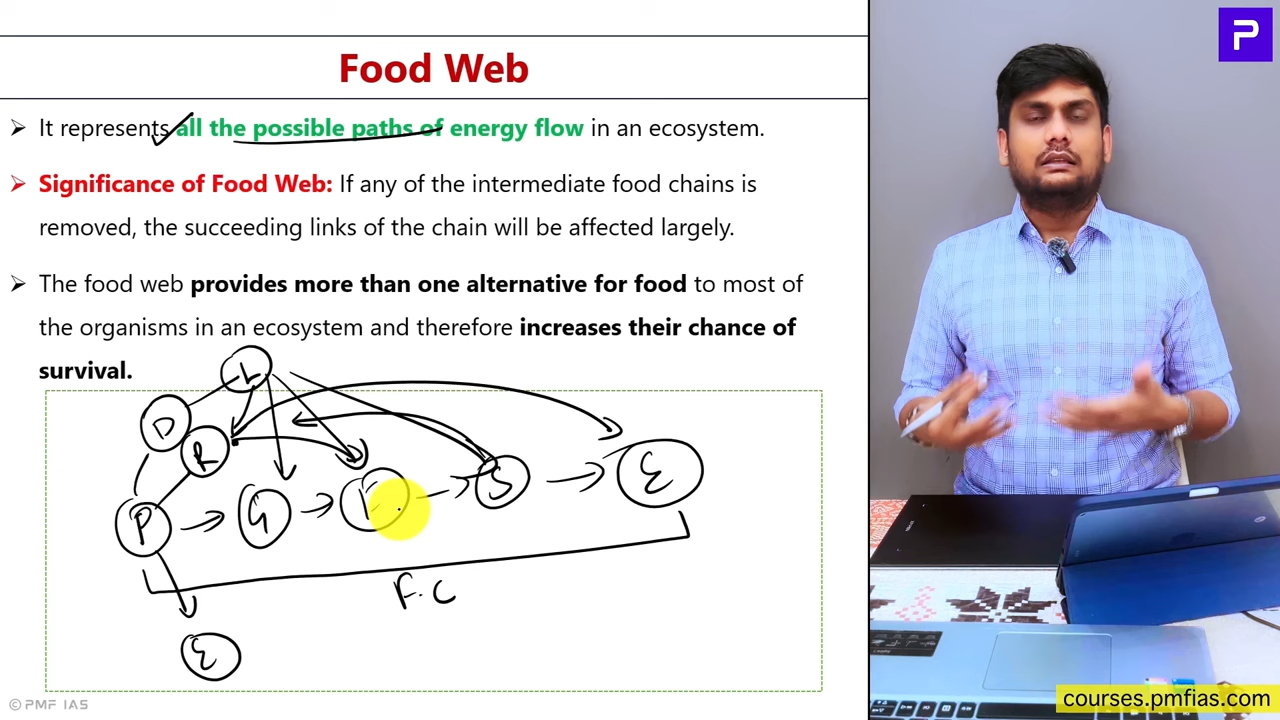 Food Web
➢ It represents all the possible paths of energy flow in an ecosystem.
➢ Significance of Food Web: If any of the intermediate food chains is
removed, the succeeding links of the chain will be affected largely.
➢ The food web provides more than one alternative for food to most of
the organisms in an ecosystem and therefore increases their chance of
survival.
L
D
R
P G S E
F.C
E
P
© PMF IAS
courses.pmfias.com